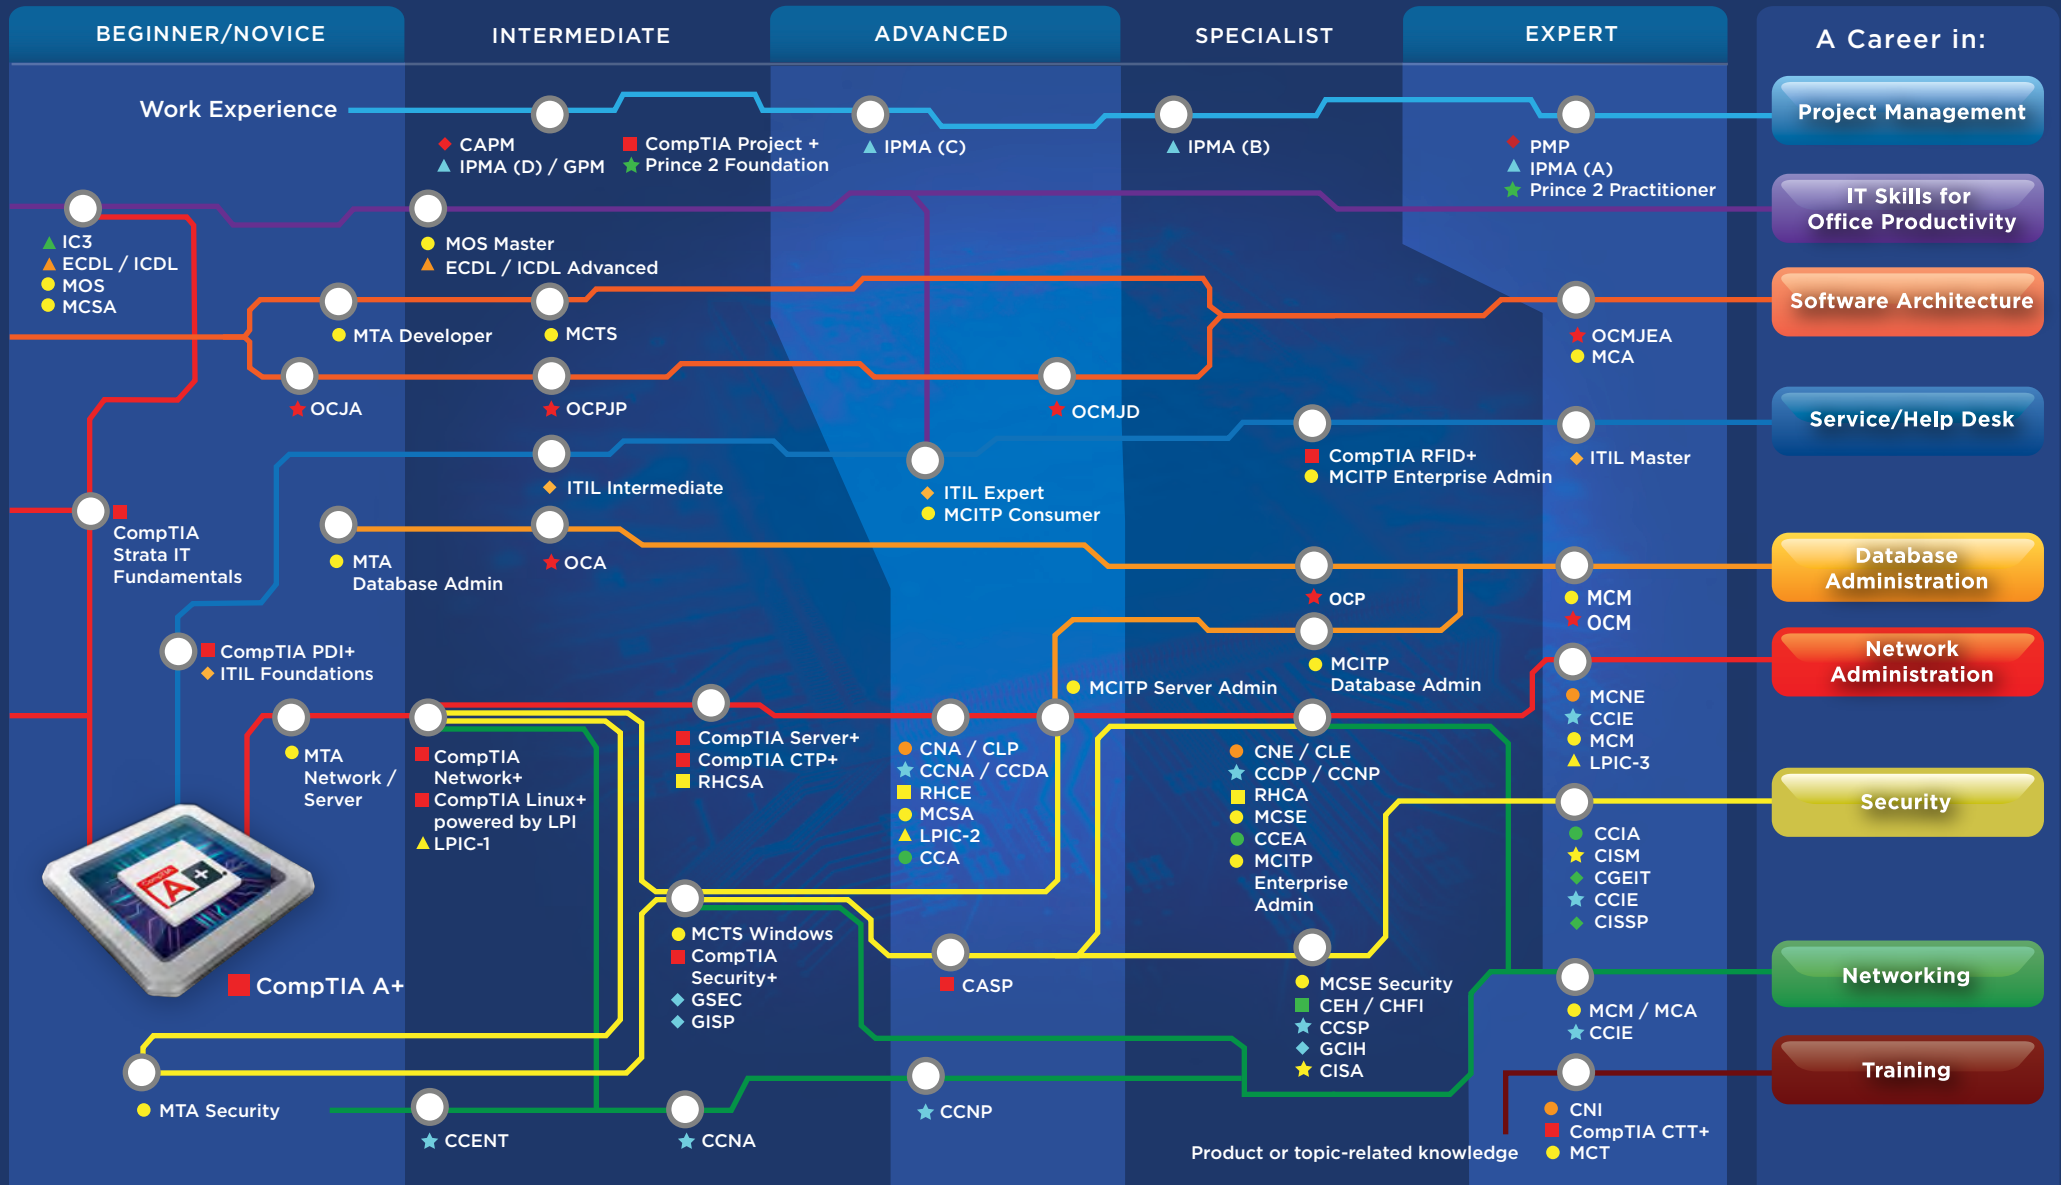 BEGINNER/NOVICE
INTERMEDIATE
ADVANCED
SPECIALIST
EXPERT
A Career in:
Work Experience
CAPM
IPMA (D) / GPM
CompTIA Project +
Prince 2 Foundation
IPMA (C)
IPMA (B)
PMP
IPMA (A)
Prince 2 Practitioner
Project Management
IC3
ECDL / ICDL
MOS
MCSA
MOS Master
ECDL / ICDL Advanced
IT Skills for
Office Productivity
MTA Developer
MCTS
OCJA
OCPJP
OCMJD
OCMJEA
MCA
Software Architecture
ITIL Intermediate
ITIL Expert
MCITP Consumer
CompTIA RFID+
MCITP Enterprise Admin
ITIL Master
Service/Help Desk
CompTIA
Strata IT
Fundamentals
MTA
Database Admin
OCA
OCP
MCITP
Database Admin
MCM
OCM
Database
Administration
CompTIA PDI+
ITIL Foundations
MTA
Network /
Server
CompTIA
Network+
CompTIA Linux+
powered by LPI
LPIC-1
CompTIA Server+
CompTIA CTP+
RHCSA
MCITP Server Admin
CNA / CLP
CCNA / CCDA
RHCE
MCSA
LPIC-2
CCA
CNE / CLE
CCDP / CCNP
RHCA
MCSE
CCEA
MCITP
Enterprise
Admin
MCNE
CCIE
MCM
LPIC-3
Network
Administration
CompTIA
A+
CompTIA A+
MCTS Windows
CompTIA
Security+
GSEC
GISP
CASP
MCSE Security
CEH / CHFI
CCSP
GCIH
CISA
CCIA
CISM
CGEIT
CCIE
CISSP
Security
MTA Security
CCENT
CCNA
CCNP
MCM / MCA
CCIE
Networking
Product or topic-related knowledge
CNI
CompTIA CTT+
MCT
Training